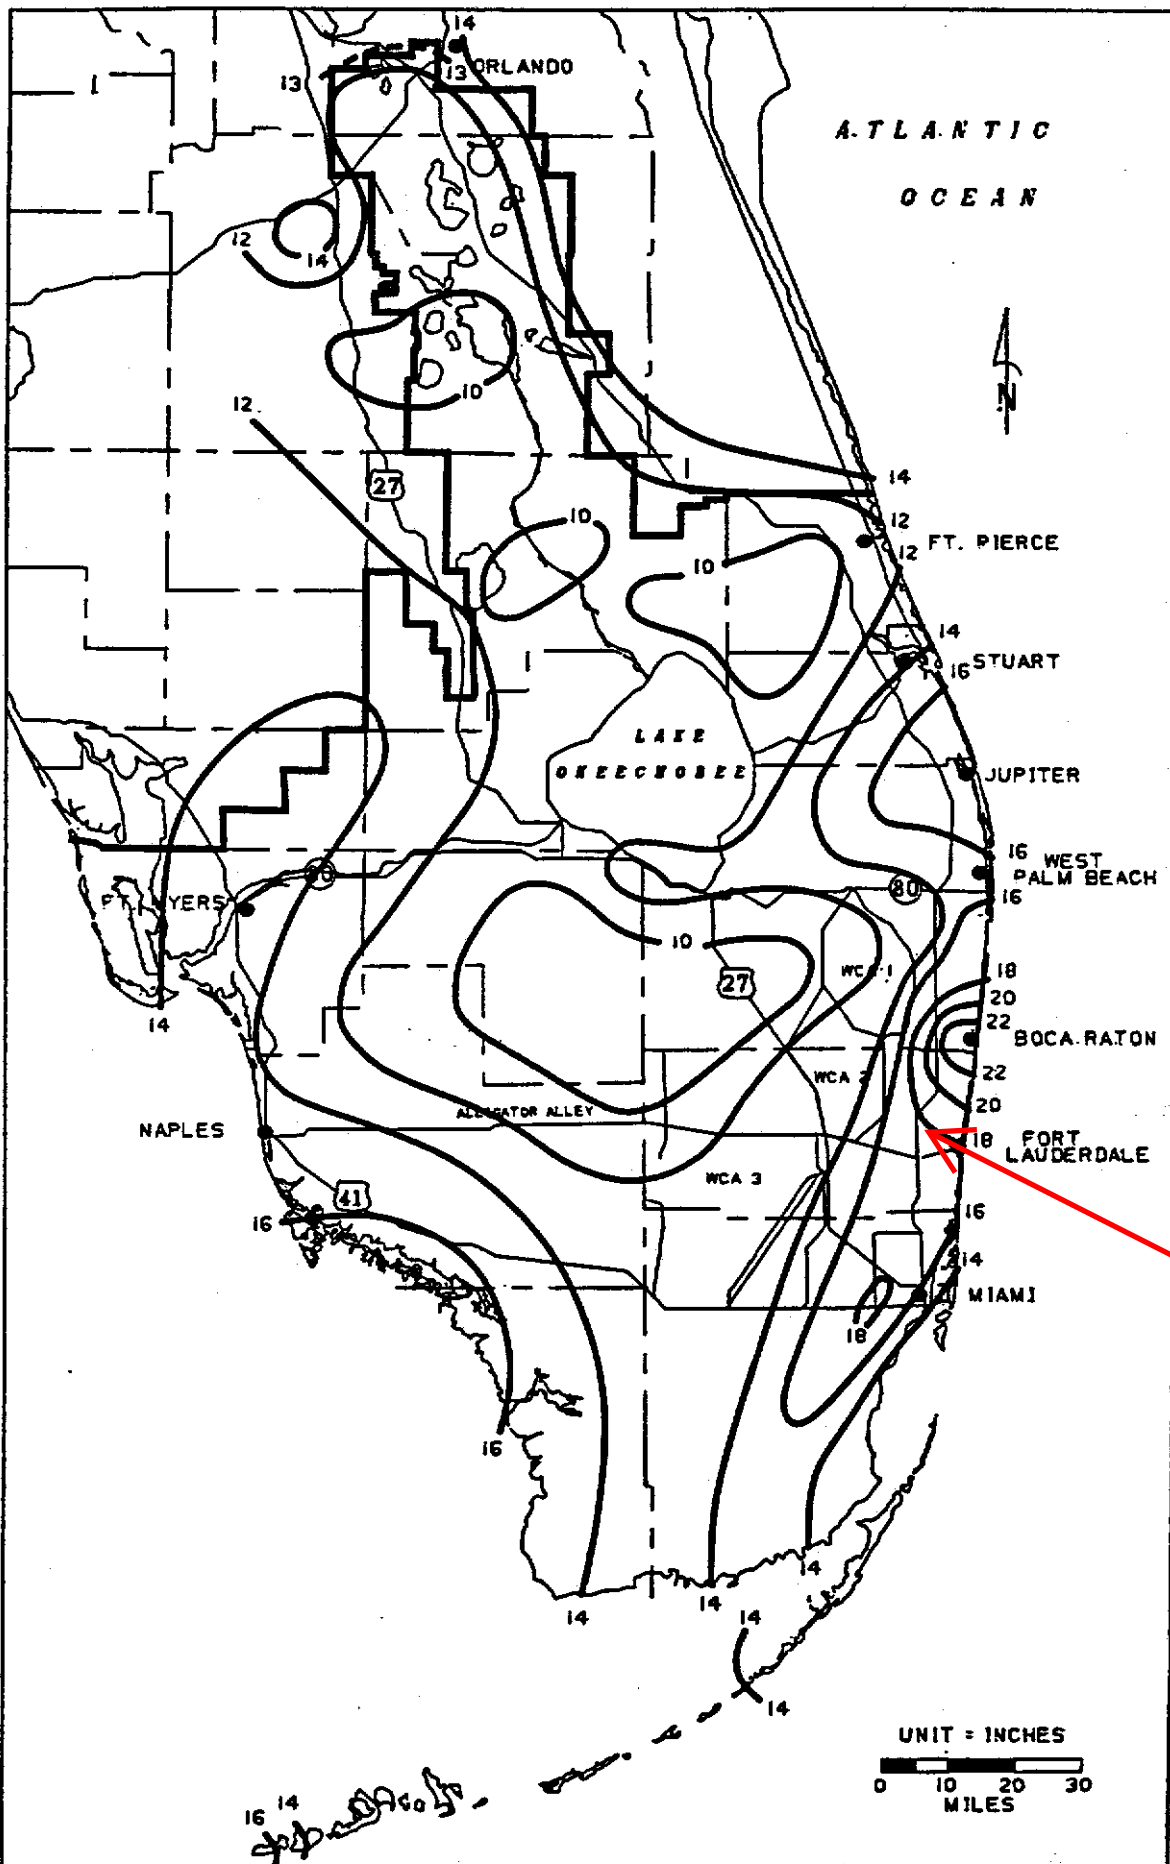 14
ORLANDO
13
13
ATLANTIC
OCEAN
12
14
N
10
12
27
14
10
12
FT. PIERCE
12
10
14
STUART
16
LAKE
OKEECHOBEE
JUPITER
16
WEST
PALM BEACH
80
80
16
FT. MYERS
10
WCA 1
27
18
20
22
BOCA RATON
14
WCA 2
22
20
ALLIGATOR ALLEY
NAPLES
18
FORT
LAUDERDALE
WCA 3
41
16
16
14
MIAMI
18
16
14
14
14
14
14
UNIT = INCHES
0 10 20 30
MILES
16
14